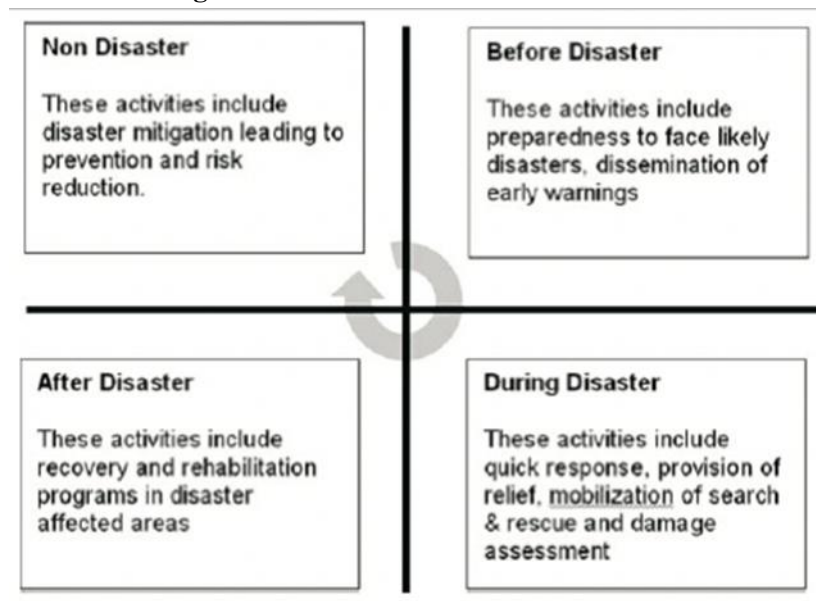 Non Disaster
These activities include
disaster mitigation leading to
prevention and risk
reduction.
Before Disaster
These activities include
preparedness to face likely
disasters, dissemination of
early warnings
After Disaster
These activities include
recovery and rehabilitation
programs in disaster
affected areas
During Disaster
These activities include
quick response, provision of
relief, mobilization of search
& rescue and damage
assessment